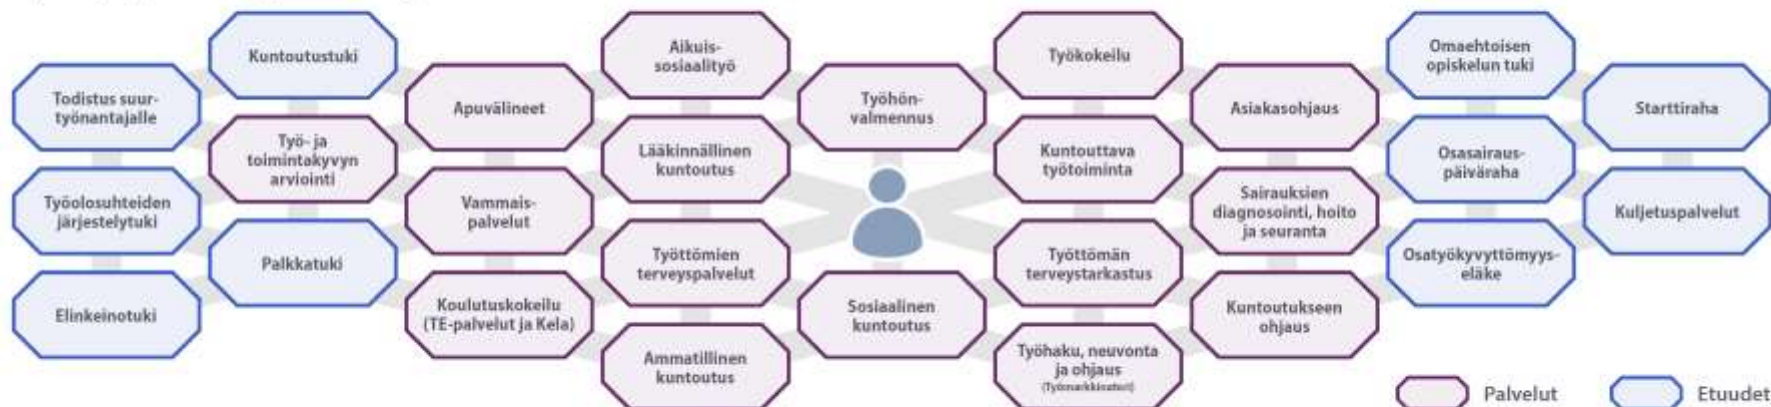 Todistus suur-
työnantajalle
Työolosuhteiden
järjestelytuki
Elinkeinotuki
Kuntoutustuki
Työ- ja
toimintakyvyn
arviointi
Palkkatuki
Apuvälineet
Vammais-
palvelut
Koulutuskokeilu
(TE-palvelut ja Kela)
Aikuis-
sosiaalityö
Lääkinnällinen
kuntoutus
Työttömien
terveyspalvelut
Ammatillinen
kuntoutus
Työhön-
valmennus
Sosiaalinen
kuntoutus
Työkokeilu
Kuntouttava
työtoiminta
Työttömän
terveystarkastus
Työhaku, neuvonta
ja ohjaus
Asiakasohjaus
Sairauksien
diagnosointi, hoito
ja seuranta
Kuntoutukseen
ohjaus
Omaehtoisen
opiskelun tuki
Osasairaus-
päiväraha
Osatyökyvyttömyys-
eläke
Starttiraha
Kuljetuspalvelut
Palvelut
Etuudet